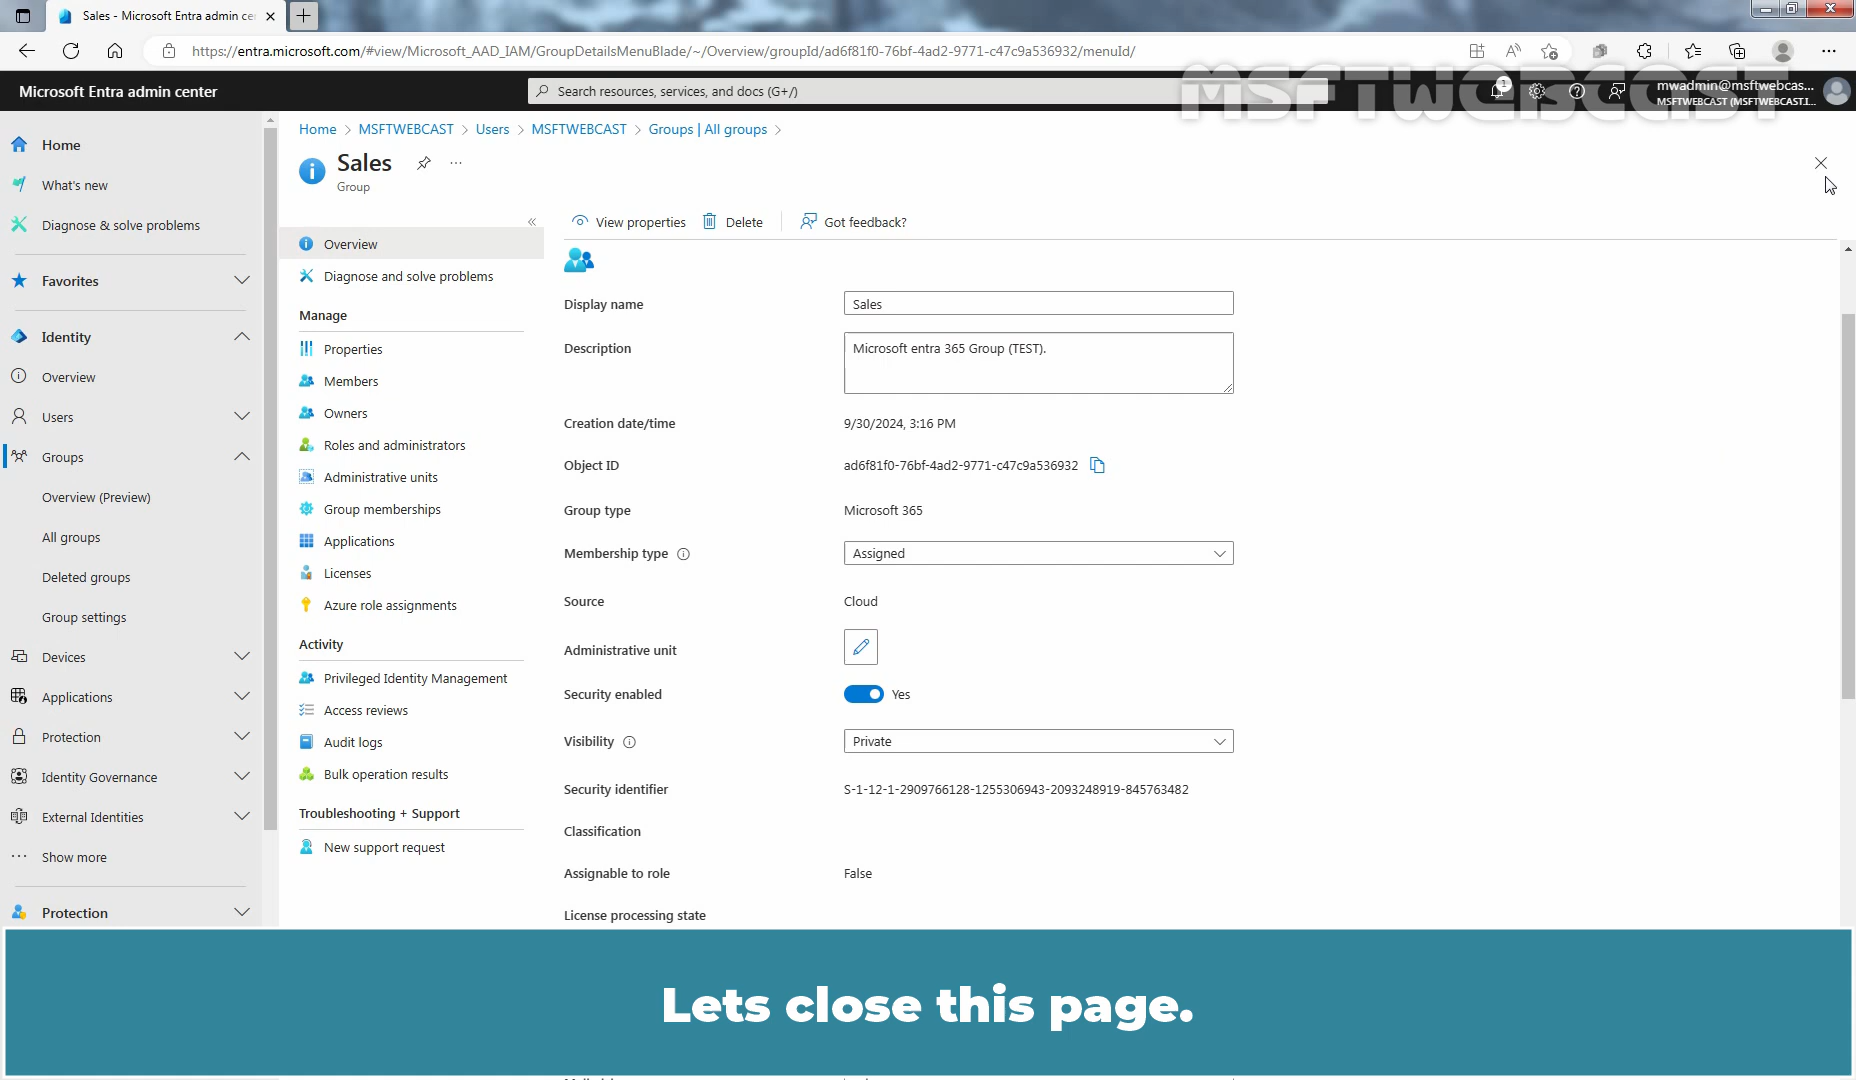 Sales - Microsoft Entra admin ce
https://entra.microsoft.com/#view/Microsoft_AAD_IAM/GroupDetailsMenuBlade/~/Overview/groupId/ad6f81f0-76bf-4ad2-9771-c47c9a536932/menuId/
MSFTWEBCAST
Microsoft Entra admin center
Search resources, services, and docs (G+/)
1
mwadmin@msftwebcas...
MSFTWEBCAST (MSFTWEBCAST.I...
Home
What's new
Diagnose & solve problems
Favorites
Identity
Overview
Users
Groups
Overview (Preview)
All groups
Deleted groups
Group settings
Devices
Applications
Protection
Identity Governance
External Identities
Show more
Protection
Home > MSFTWEBCAST > Users > MSFTWEBCAST > Groups | All groups >
Sales
Group
Overview
Diagnose and solve problems
Manage
Properties
Members
Owners
Roles and administrators
Administrative units
Group memberships
Applications
Licenses
Azure role assignments
Activity
Privileged Identity Management
Access reviews
Audit logs
Bulk operation results
Troubleshooting + Support
New support request
View properties Delete Got feedback?
Display name Sales
Description Microsoft entra 365 Group (TEST).
Creation date/time 9/30/2024, 3:16 PM
Object ID ad6f81f0-76bf-4ad2-9771-c47c9a536932
Group type Microsoft 365
Membership type Assigned
Source Cloud
Administrative unit
Security enabled Yes
Visibility Private
Security identifier S-1-12-1-2909766128-1255306943-2093248919-845763482
Classification
Assignable to role False
License processing state
Lets close this page.